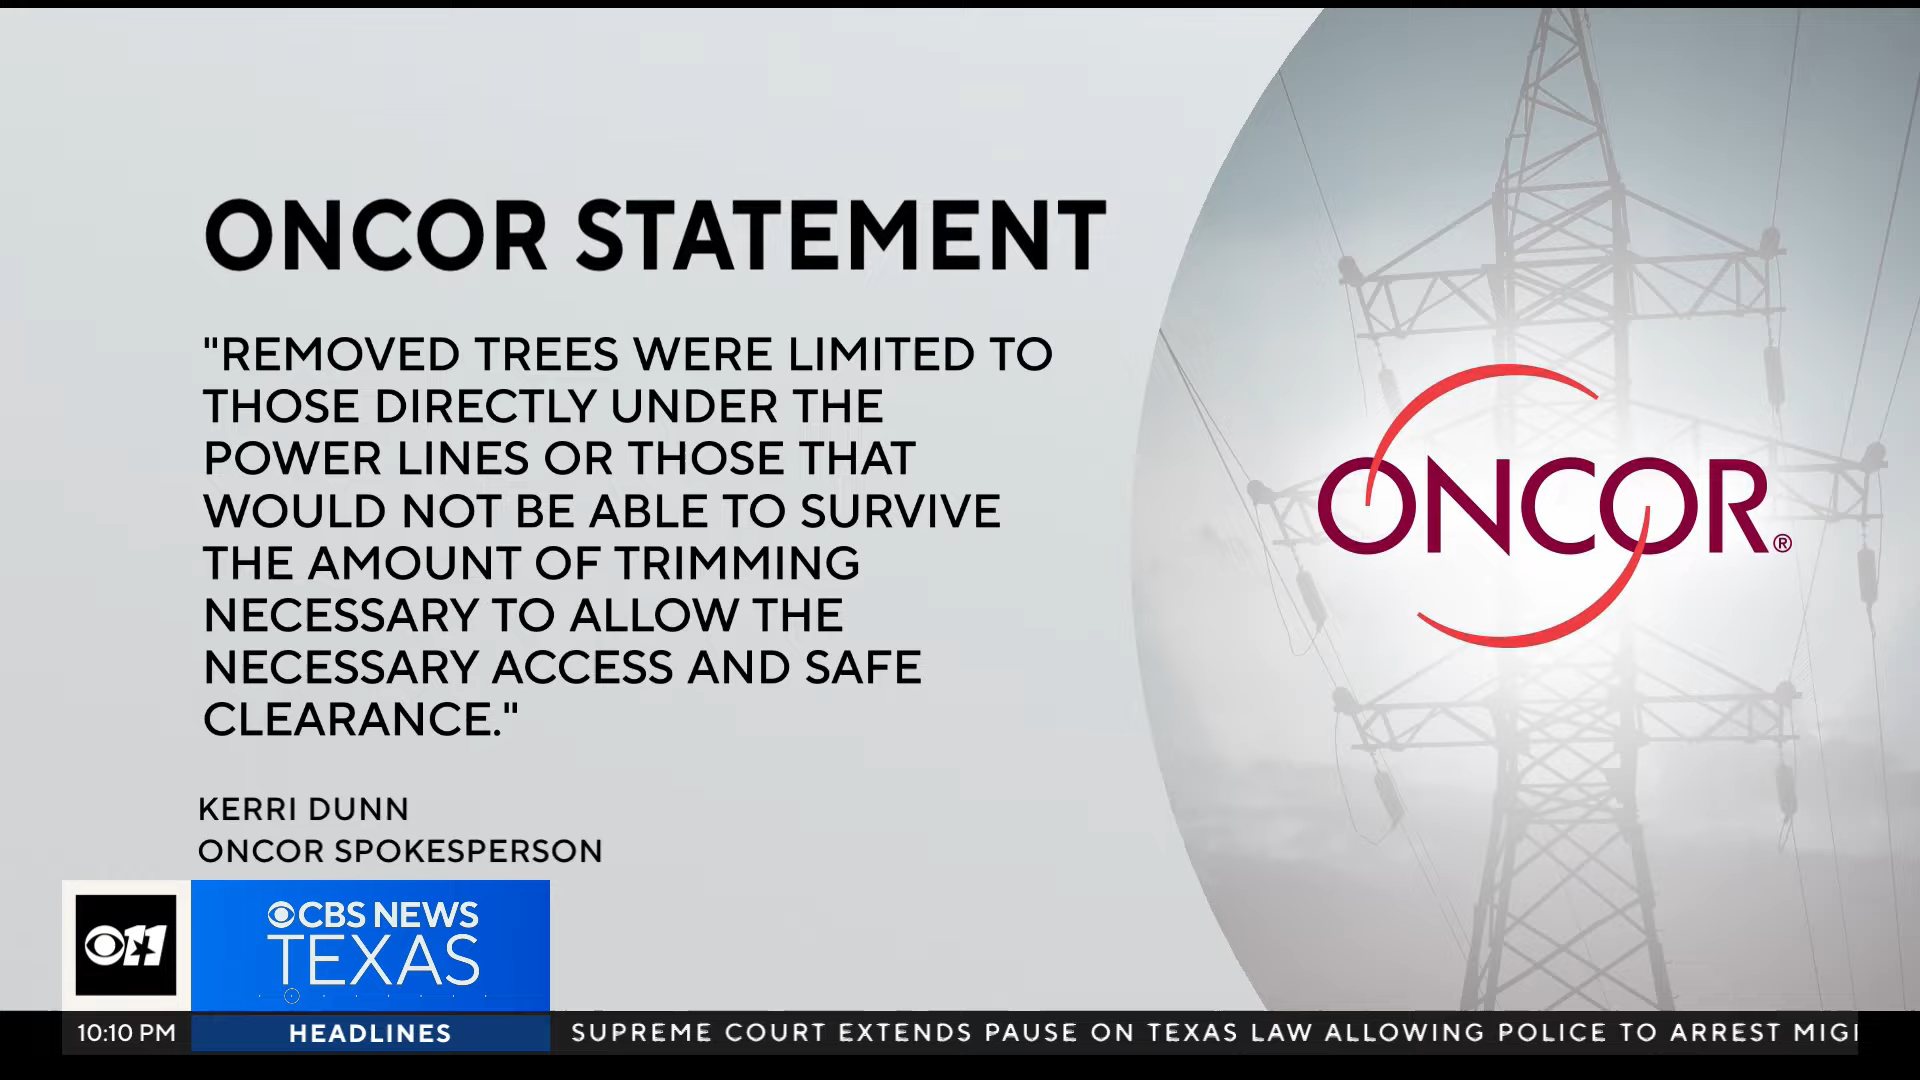 ONCOR STATEMENT
"REMOVED TREES WERE LIMITED TO
THOSE DIRECTLY UNDER THE
POWER LINES OR THOSE THAT
WOULD NOT BE ABLE TO SURVIVE
THE AMOUNT OF TRIMMING
NECESSARY TO ALLOW THE
NECESSARY ACCESS AND SAFE
CLEARANCE."
KERRI DUNN
ONCOR SPOKESPERSON
ONCOR®
11
CBS NEWS
TEXAS
10:10 PM
HEADLINES
SUPREME COURT EXTENDS PAUSE ON TEXAS LAW ALLOWING POLICE TO ARREST